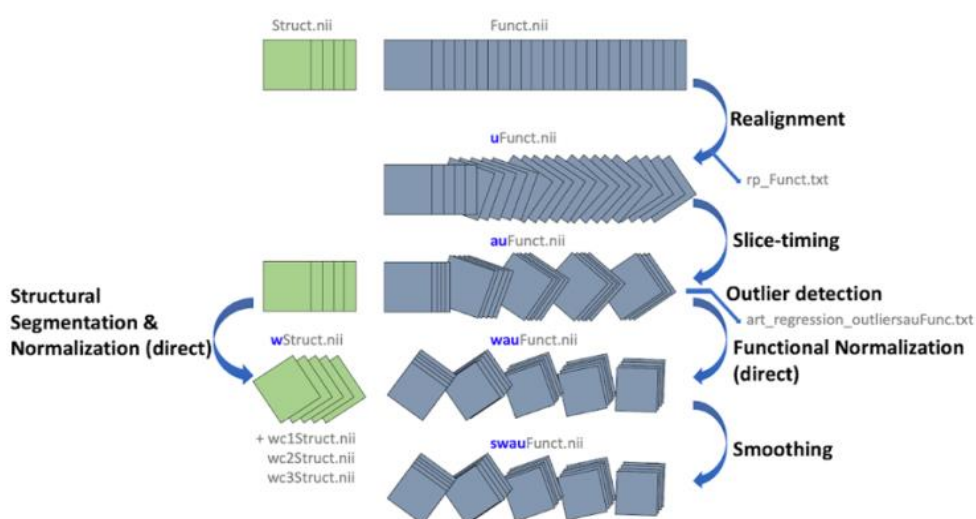 Struct.nii
Funct.nii
Realignment
uFunct.nii
rp_Funct.txt
Slice-timing
auFunct.nii
Outlier detection
art_regression_outliersauFunc.txt
Structural
Segmentation &
Normalization (direct)
wStruct.nii
wauFunct.nii
Functional Normalization
(direct)
+ wc1Struct.nii
wc2Struct.nii
wc3Struct.nii
swauFunct.nii
Smoothing